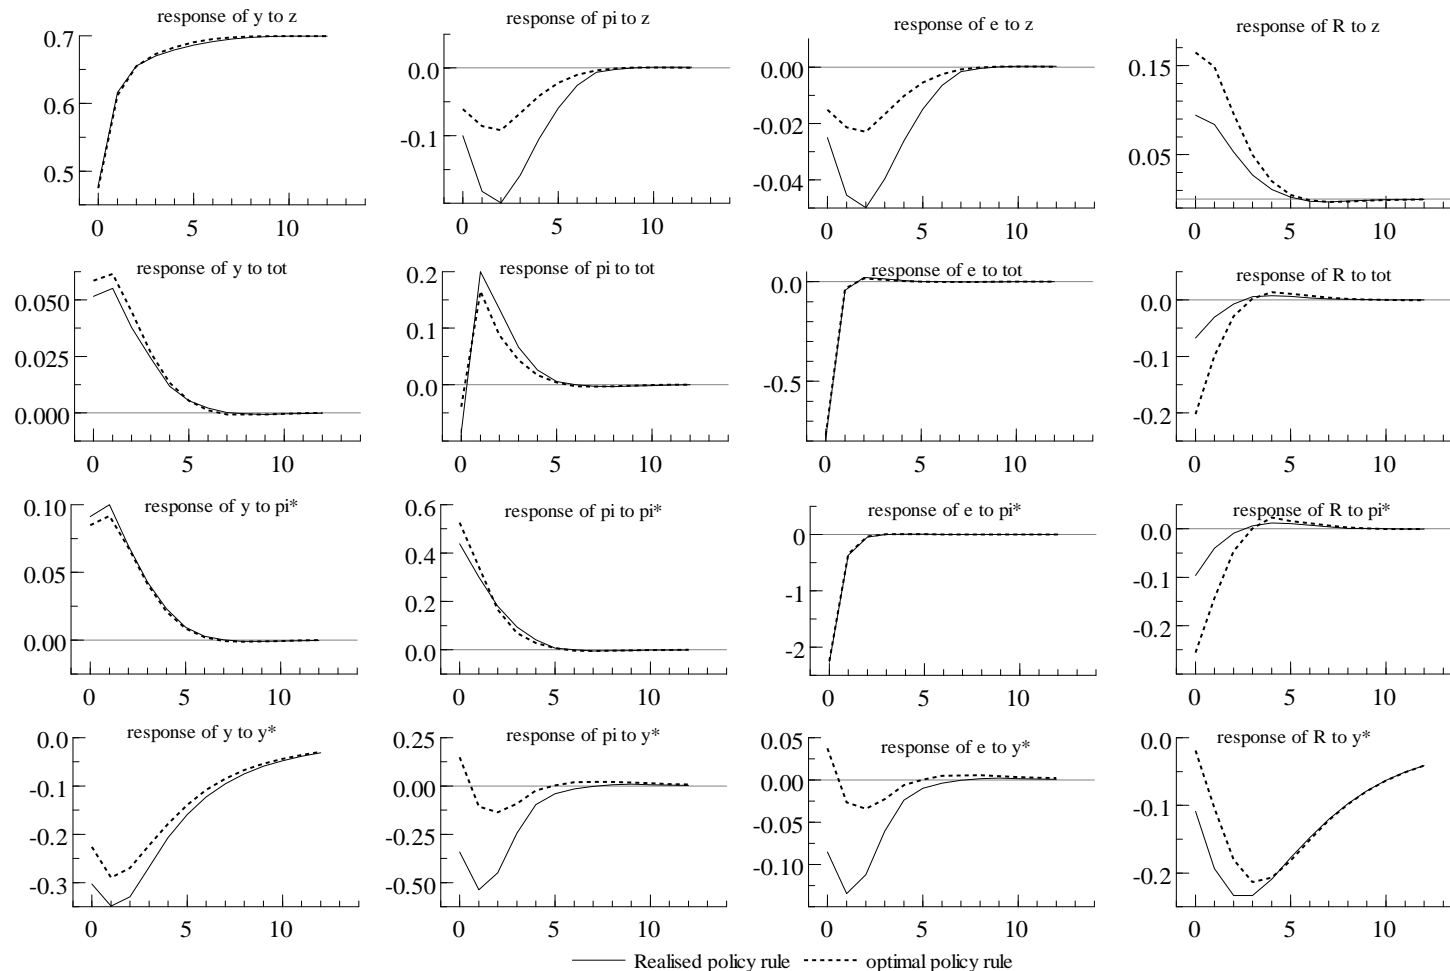 response of y to z
0.7
0.6
0.5
0 5 10
response of pi to z
0.0
-0.1
0 5 10
response of e to z
0.00
-0.02
-0.04
0 5 10
response of R to z
0.15
0.05
0 5 10
response of y to tot
0.050
0.025
0.000
0 5 10
response of pi to tot
0.2
0.1
0.0
0 5 10
response of e to tot
0.0
-0.5
0 5 10
response of R to tot
0.0
-0.1
-0.2
0 5 10
response of y to pi*
0.10
0.05
0.00
0 5 10
response of pi to pi*
0.6
0.4
0.2
0.0
0 5 10
response of e to pi*
0
-1
-2
0 5 10
response of R to pi*
0.0
-0.1
-0.2
0 5 10
response of y to y*
0.0
-0.1
-0.2
-0.3
0 5 10
response of pi to y*
0.25
0.00
-0.25
-0.50
0 5 10
response of e to y*
0.05
0.00
-0.05
-0.10
0 5 10
response of R to y*
0.0
-0.1
-0.2
0 5 10
Realised policy rule optimal policy rule